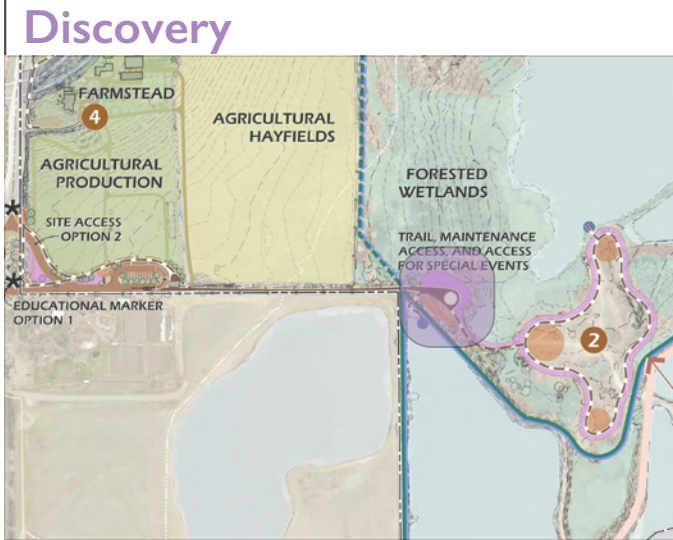 Discovery
FARMSTEAD
4
AGRICULTURAL
HAYFIELDS
AGRICULTURAL
PRODUCTION
FORESTED
WETLANDS
*
SITE ACCESS
OPTION 2
TRAIL, MAINTENANCE
ACCESS, AND ACCESS
FOR SPECIAL EVENTS
*
EDUCATIONAL MARKER
OPTION 1
2